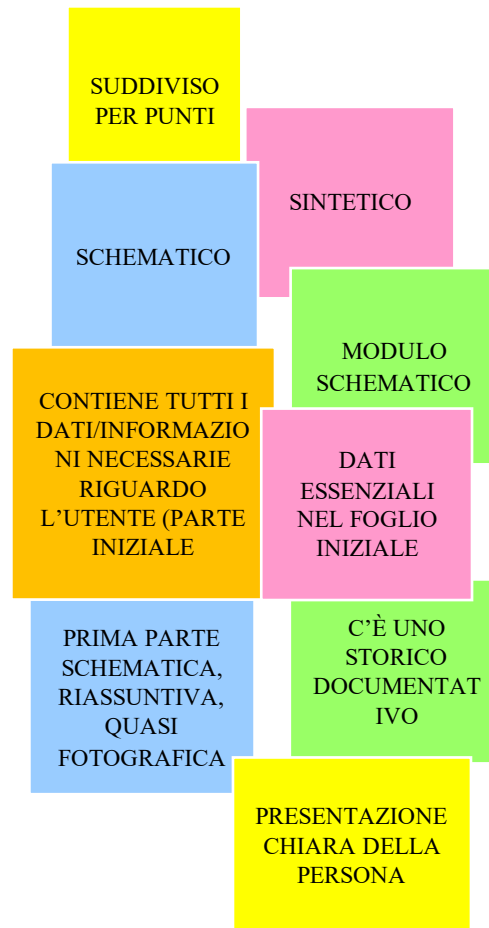 SUDDIVISO
PER PUNTI
SINTETICO
SCHEMATICO
MODULO
SCHEMATICO
CONTIENE TUTTI I
DATI/INFORMAZIO
NI NECESSARIE
RIGUARDO
L’UTENTE (PARTE
INIZIALE
DATI
ESSENZIALI
NEL FOGLIO
INIZIALE
PRIMA PARTE
SCHEMATICA,
RIASSUNTIVA,
QUASI
FOTOGRAFICA
C’È UNO
STORICO
DOCUMENTAT
IVO
PRESENTAZIONE
CHIARA DELLA
PERSONA